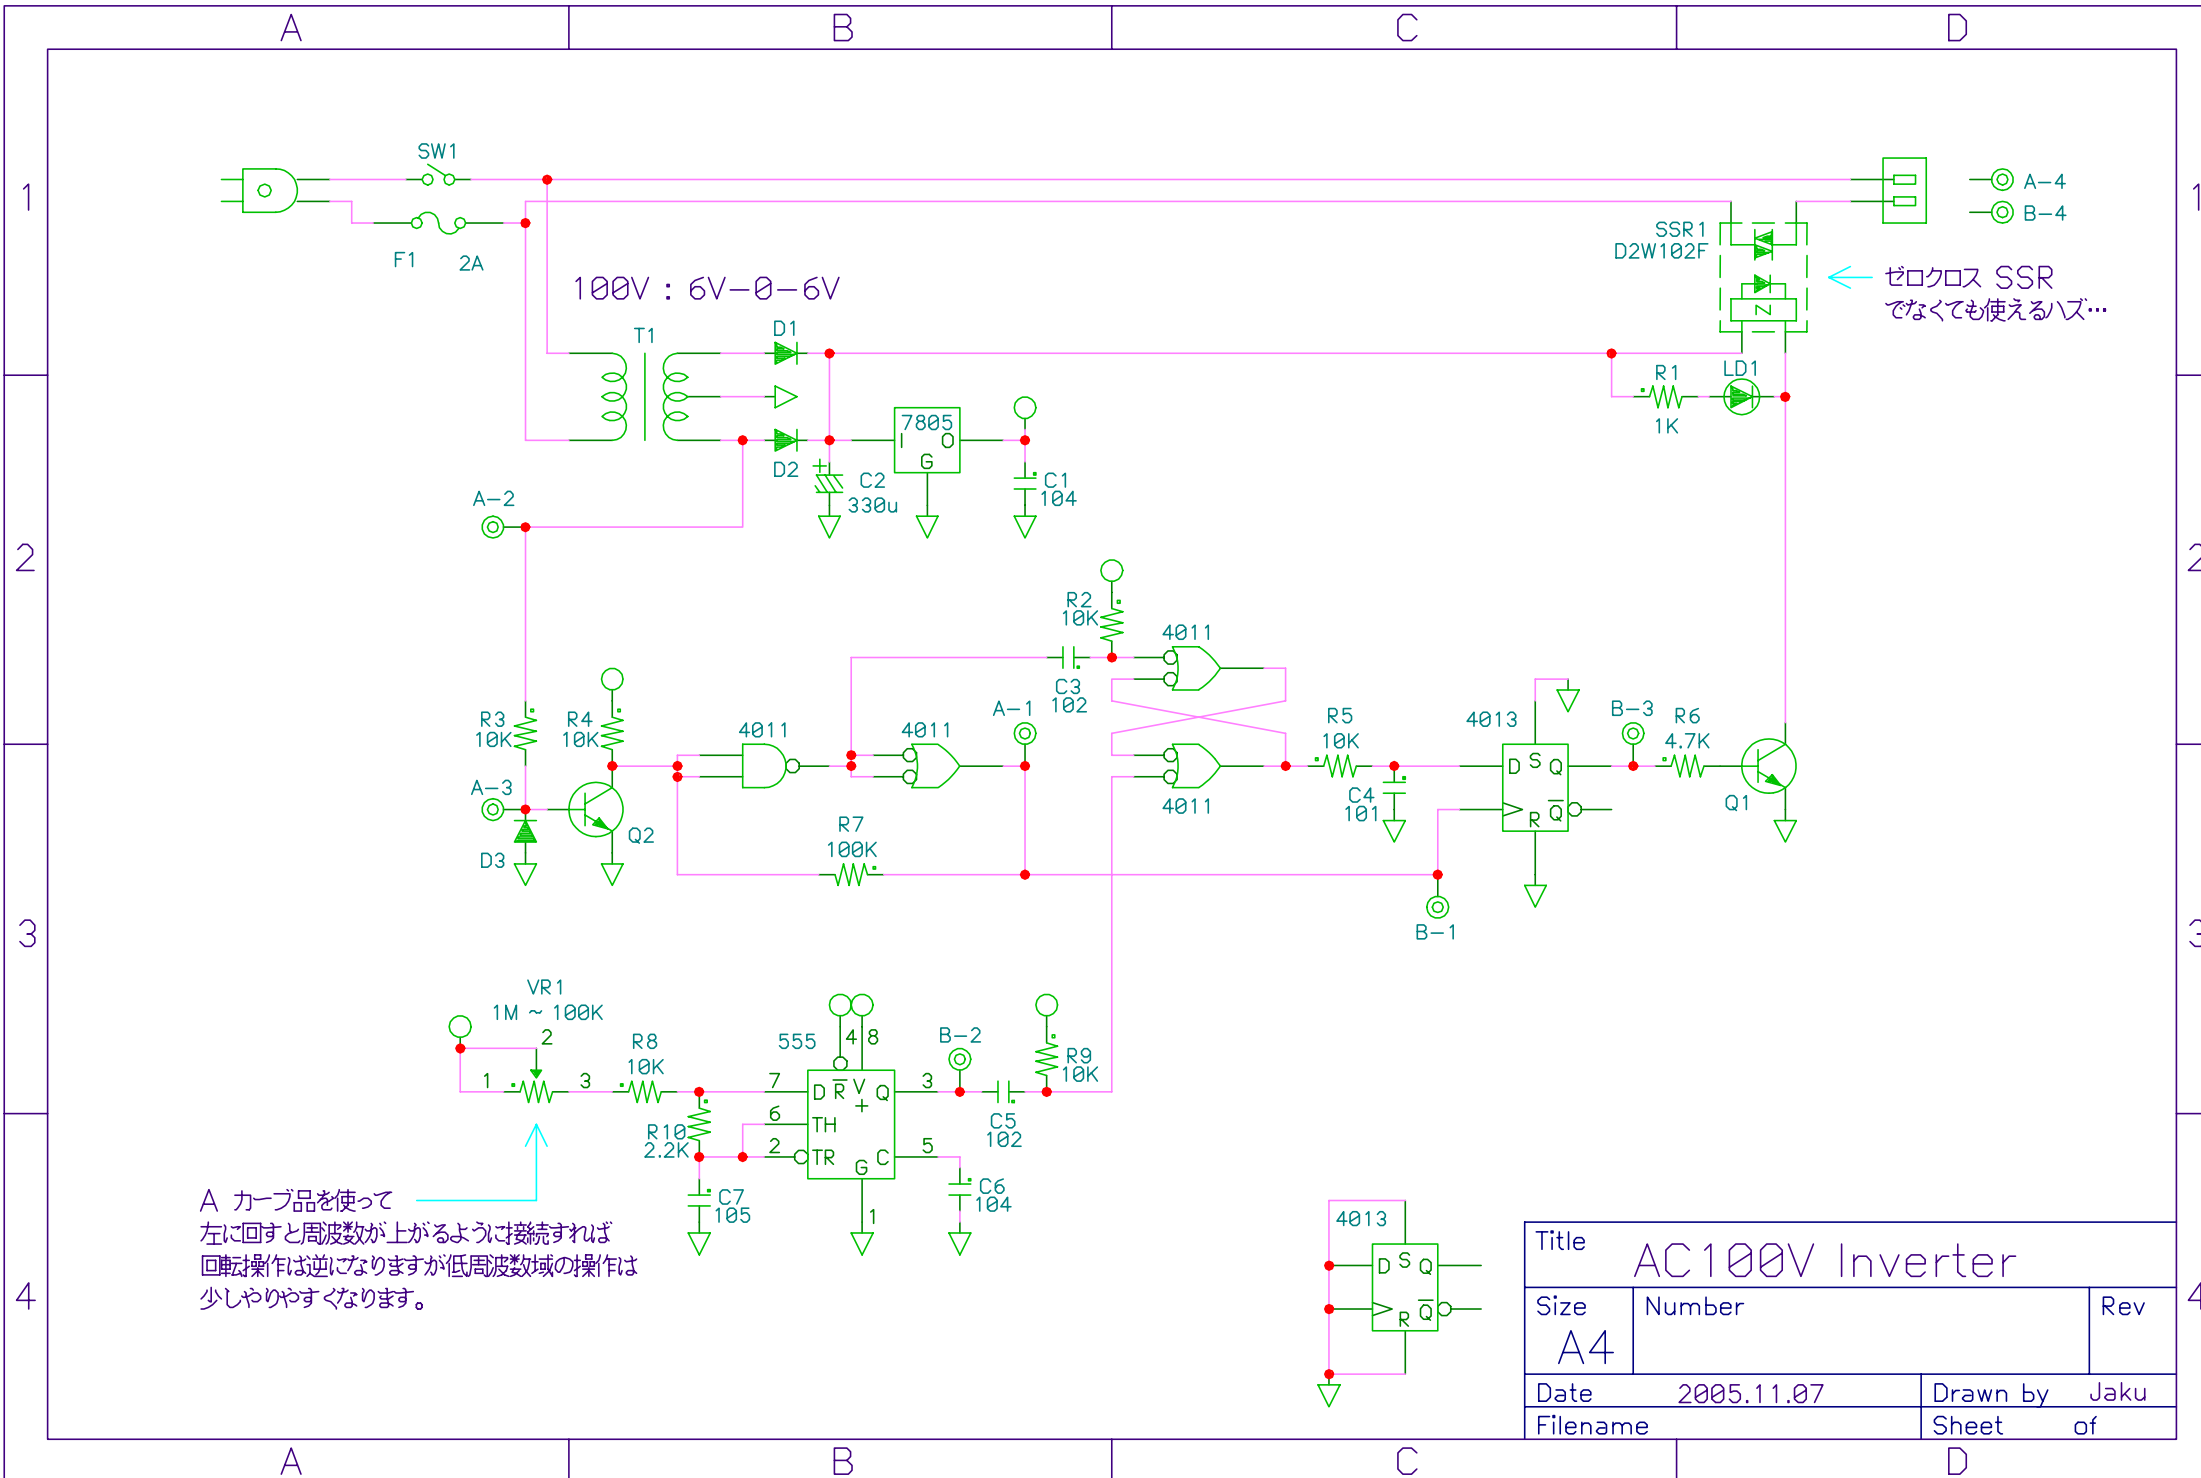 A B C D
1 1
SW1
F1 2A
A-4
B-4
SSR1
D2W102F
ゼロクロス SSR
でなくても使えるハズ…
100V : 6V-0-6V
T1
D1
D2
7805
I O
G
C2
330u
C1
104
R1
1K
LD1
A-2
2 2
R2
10K
4011
C3
102
R3
10K
R4
10K
4011
4011
A-1
4011
R5
10K
C4
101
4013
D S Q
R Q
B-3
R6
4.7K
Q1
A-3
D3
Q2
R7
100K
B-1
3 3
VR1
1M ~ 100K
1 2 3
R8
10K
R10
2.2K
C7
105
555
4 8
7 D R V+ Q 3
6 TH
2 TR G C 5
1
B-2
C5
102
R9
10K
C6
104
A カーブ品を使って
左に回すと周波数が上がるように接続すれば
回転操作は逆になりますが低周波数域の操作は
少しやりやすくなります。
4 4
4013
D S Q
R Q
Title AC100V Inverter
Size Number Rev
A4
Date 2005.11.07 Drawn by Jaku
Filename Sheet of
A B C D